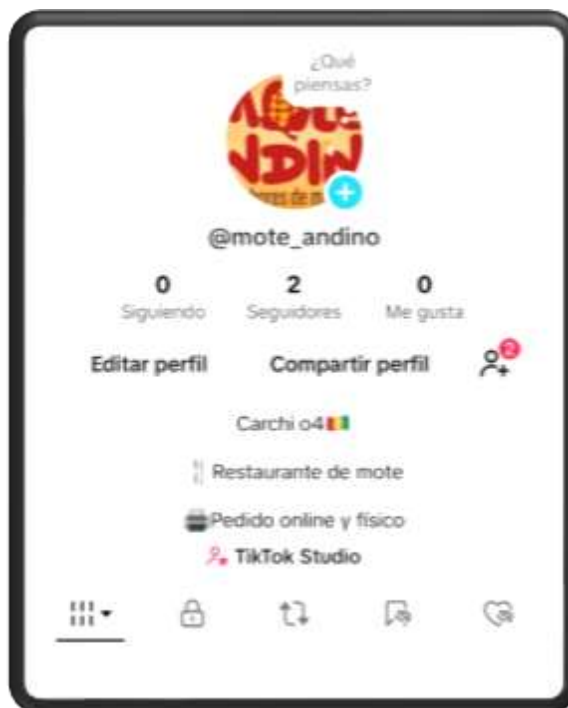 ¿Qué
piensas?
NDIN
@mote_andino
0 2 0
Siguiendo Seguidores Me gusta
Editar perfil Compartir perfil 2
Carchi o4
Restaurante de mote
Pedido online y físico
TikTok Studio